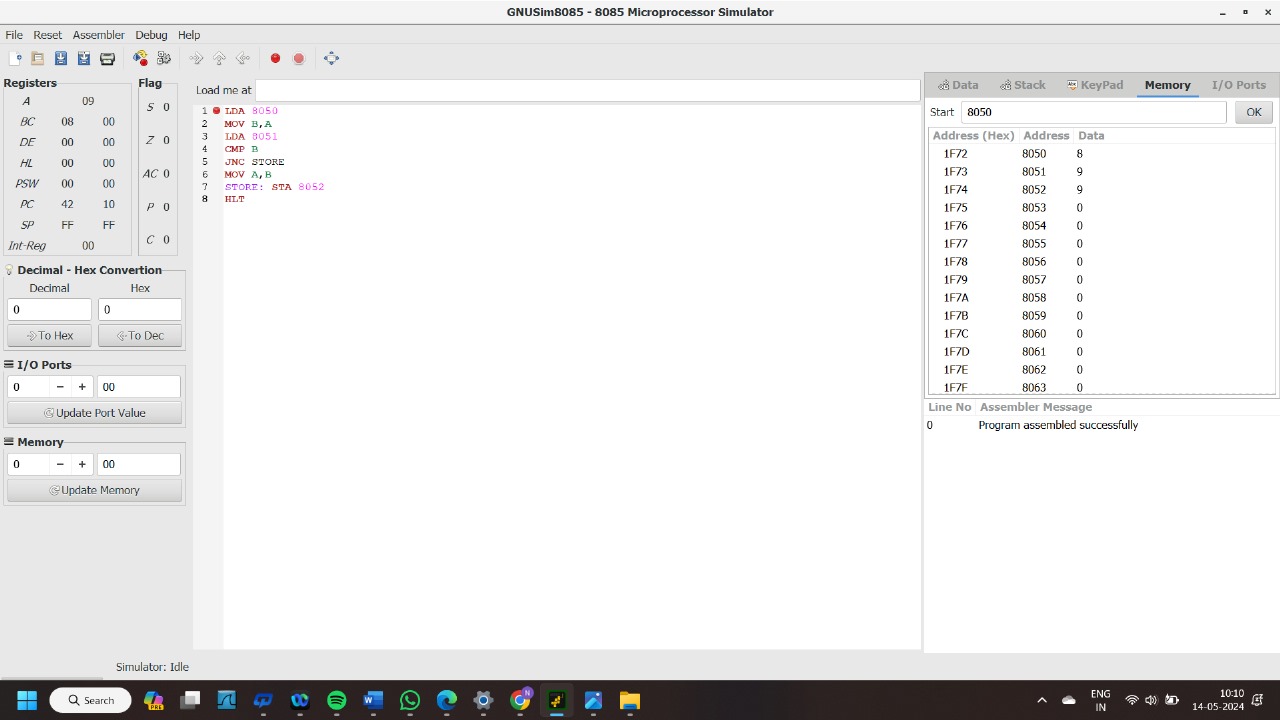 GNUSim8085 - 8085 Microprocessor Simulator
File Reset Assembler Debug Help
Registers Flag
A 09
BC 08 00
DE 00 00
HL 00 00
PSW 00 00
PC 42 10
SP FF FF
Int-Reg 00
S 0
Z 0
AC 0
P 0
C 0
Decimal - Hex Convertion
Decimal Hex
0 0
To Hex To Dec
I/O Ports
0 − + 00
Update Port Value
Memory
0 − + 00
Update Memory
Load me at
1 LDA 8050
2 MOV B,A
3 LDA 8051
4 CMP B
5 JNC STORE
6 MOV A,B
7 STORE: STA 8052
8 HLT
Data Stack KeyPad Memory I/O Ports
Start 8050 OK
Address (Hex) Address Data
1F72 8050 8
1F73 8051 9
1F74 8052 9
1F75 8053 0
1F76 8054 0
1F77 8055 0
1F78 8056 0
1F79 8057 0
1F7A 8058 0
1F7B 8059 0
1F7C 8060 0
1F7D 8061 0
1F7E 8062 0
1F7F 8063 0
Line No Assembler Message
0 Program assembled successfully
Simulator: Idle
Search
PRE
N
W
ENG
IN
10:10
14-05-2024